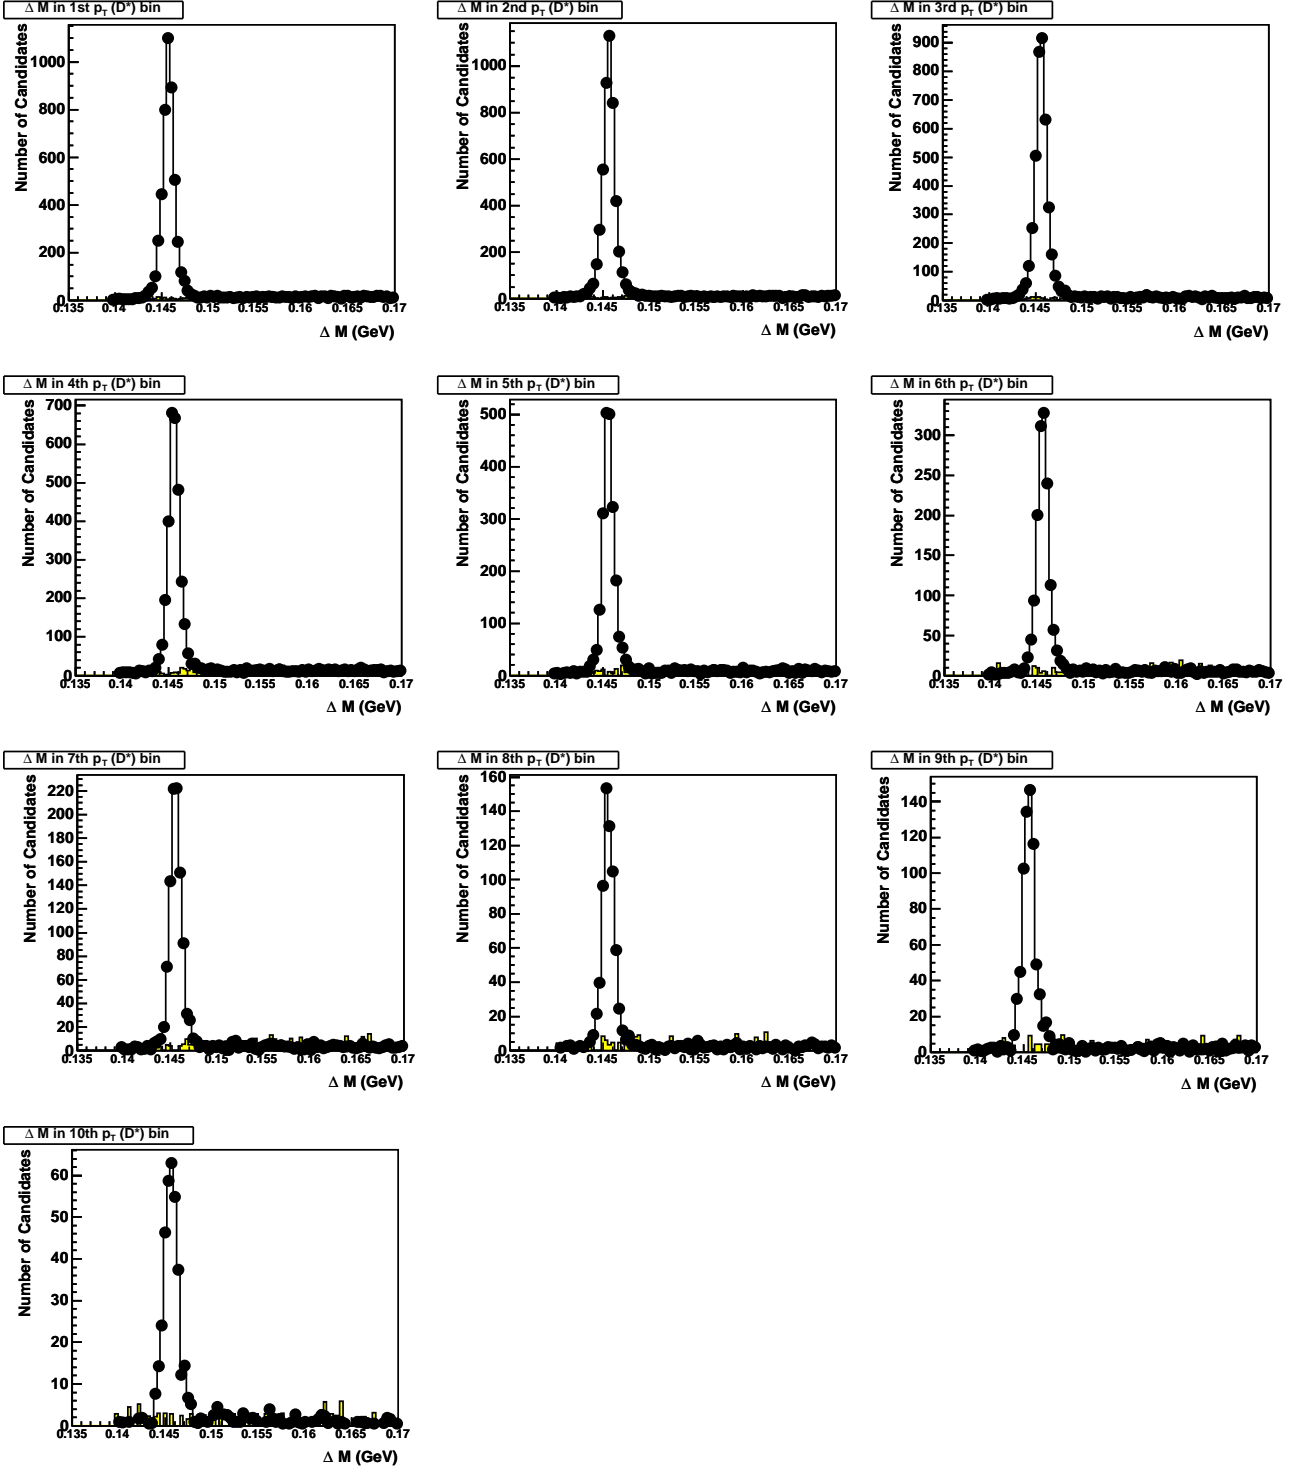 Δ M in 1st p_T (D*) bin
Number of Candidates
1000
800
600
400
200
0
0.135 0.14 0.145 0.15 0.155 0.16 0.165 0.17
Δ M (GeV)
Δ M in 2nd p_T (D*) bin
Number of Candidates
1000
800
600
400
200
0
0.135 0.14 0.145 0.15 0.155 0.16 0.165 0.17
Δ M (GeV)
Δ M in 3rd p_T (D*) bin
Number of Candidates
900
800
700
600
500
400
300
200
100
0
0.135 0.14 0.145 0.15 0.155 0.16 0.165 0.17
Δ M (GeV)
Δ M in 4th p_T (D*) bin
Number of Candidates
700
600
500
400
300
200
100
0
0.135 0.14 0.145 0.15 0.155 0.16 0.165 0.17
Δ M (GeV)
Δ M in 5th p_T (D*) bin
Number of Candidates
500
400
300
200
100
0
0.135 0.14 0.145 0.15 0.155 0.16 0.165 0.17
Δ M (GeV)
Δ M in 6th p_T (D*) bin
Number of Candidates
300
250
200
150
100
50
0
0.135 0.14 0.145 0.15 0.155 0.16 0.165 0.17
Δ M (GeV)
Δ M in 7th p_T (D*) bin
Number of Candidates
220
200
180
160
140
120
100
80
60
40
20
0
0.135 0.14 0.145 0.15 0.155 0.16 0.165 0.17
Δ M (GeV)
Δ M in 8th p_T (D*) bin
Number of Candidates
160
140
120
100
80
60
40
20
0
0.135 0.14 0.145 0.15 0.155 0.16 0.165 0.17
Δ M (GeV)
Δ M in 9th p_T (D*) bin
Number of Candidates
140
120
100
80
60
40
20
0
0.135 0.14 0.145 0.15 0.155 0.16 0.165 0.17
Δ M (GeV)
Δ M in 10th p_T (D*) bin
Number of Candidates
60
50
40
30
20
10
0
0.135 0.14 0.145 0.15 0.155 0.16 0.165 0.17
Δ M (GeV)